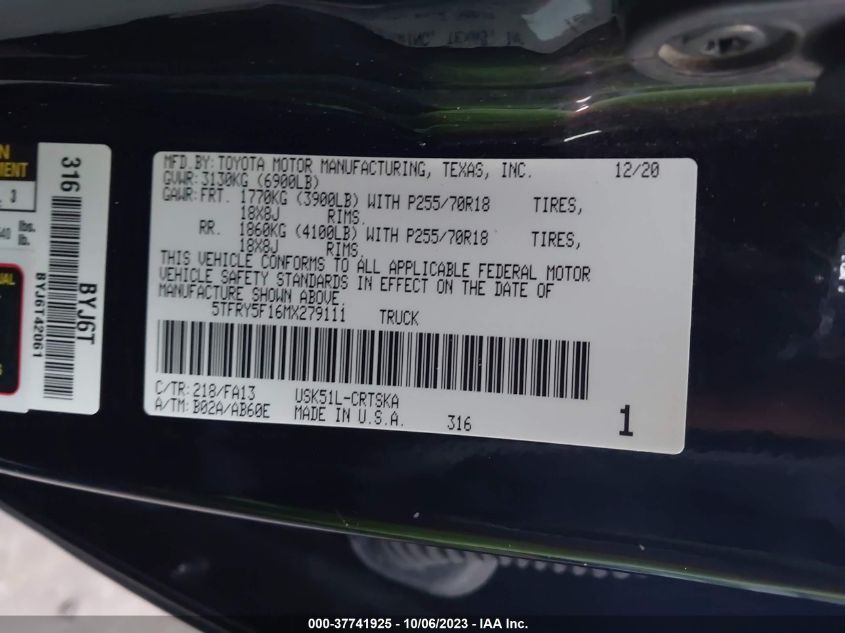 MFD.BY: TOYOTA MOTOR MANUFACTURING, TEXAS, INC. 12/20
GVWR: 3130KG (6900LB)
GAWR: FRT. 1770KG (3900LB) WITH P255/70R18 TIRES,
18X8J RIMS.
RR. 1860KG (4100LB) WITH P255/70R18 TIRES,
18X8J RIMS.
THIS VEHICLE CONFORMS TO ALL APPLICABLE FEDERAL MOTOR
VEHICLE SAFETY STANDARDS IN EFFECT ON THE DATE OF
MANUFACTURE SHOWN ABOVE.
5TFRY5F16MX279111 TRUCK
C/TR: 218/FA13 USK51L-CRTSKA
A/TM: B02A/AB60E MADE IN U.S.A. 316 1
316
BYJ6T
BYJ6T42061
3
lbs.
lb.
000-37741925 - 10/06/2023 - IAA Inc.